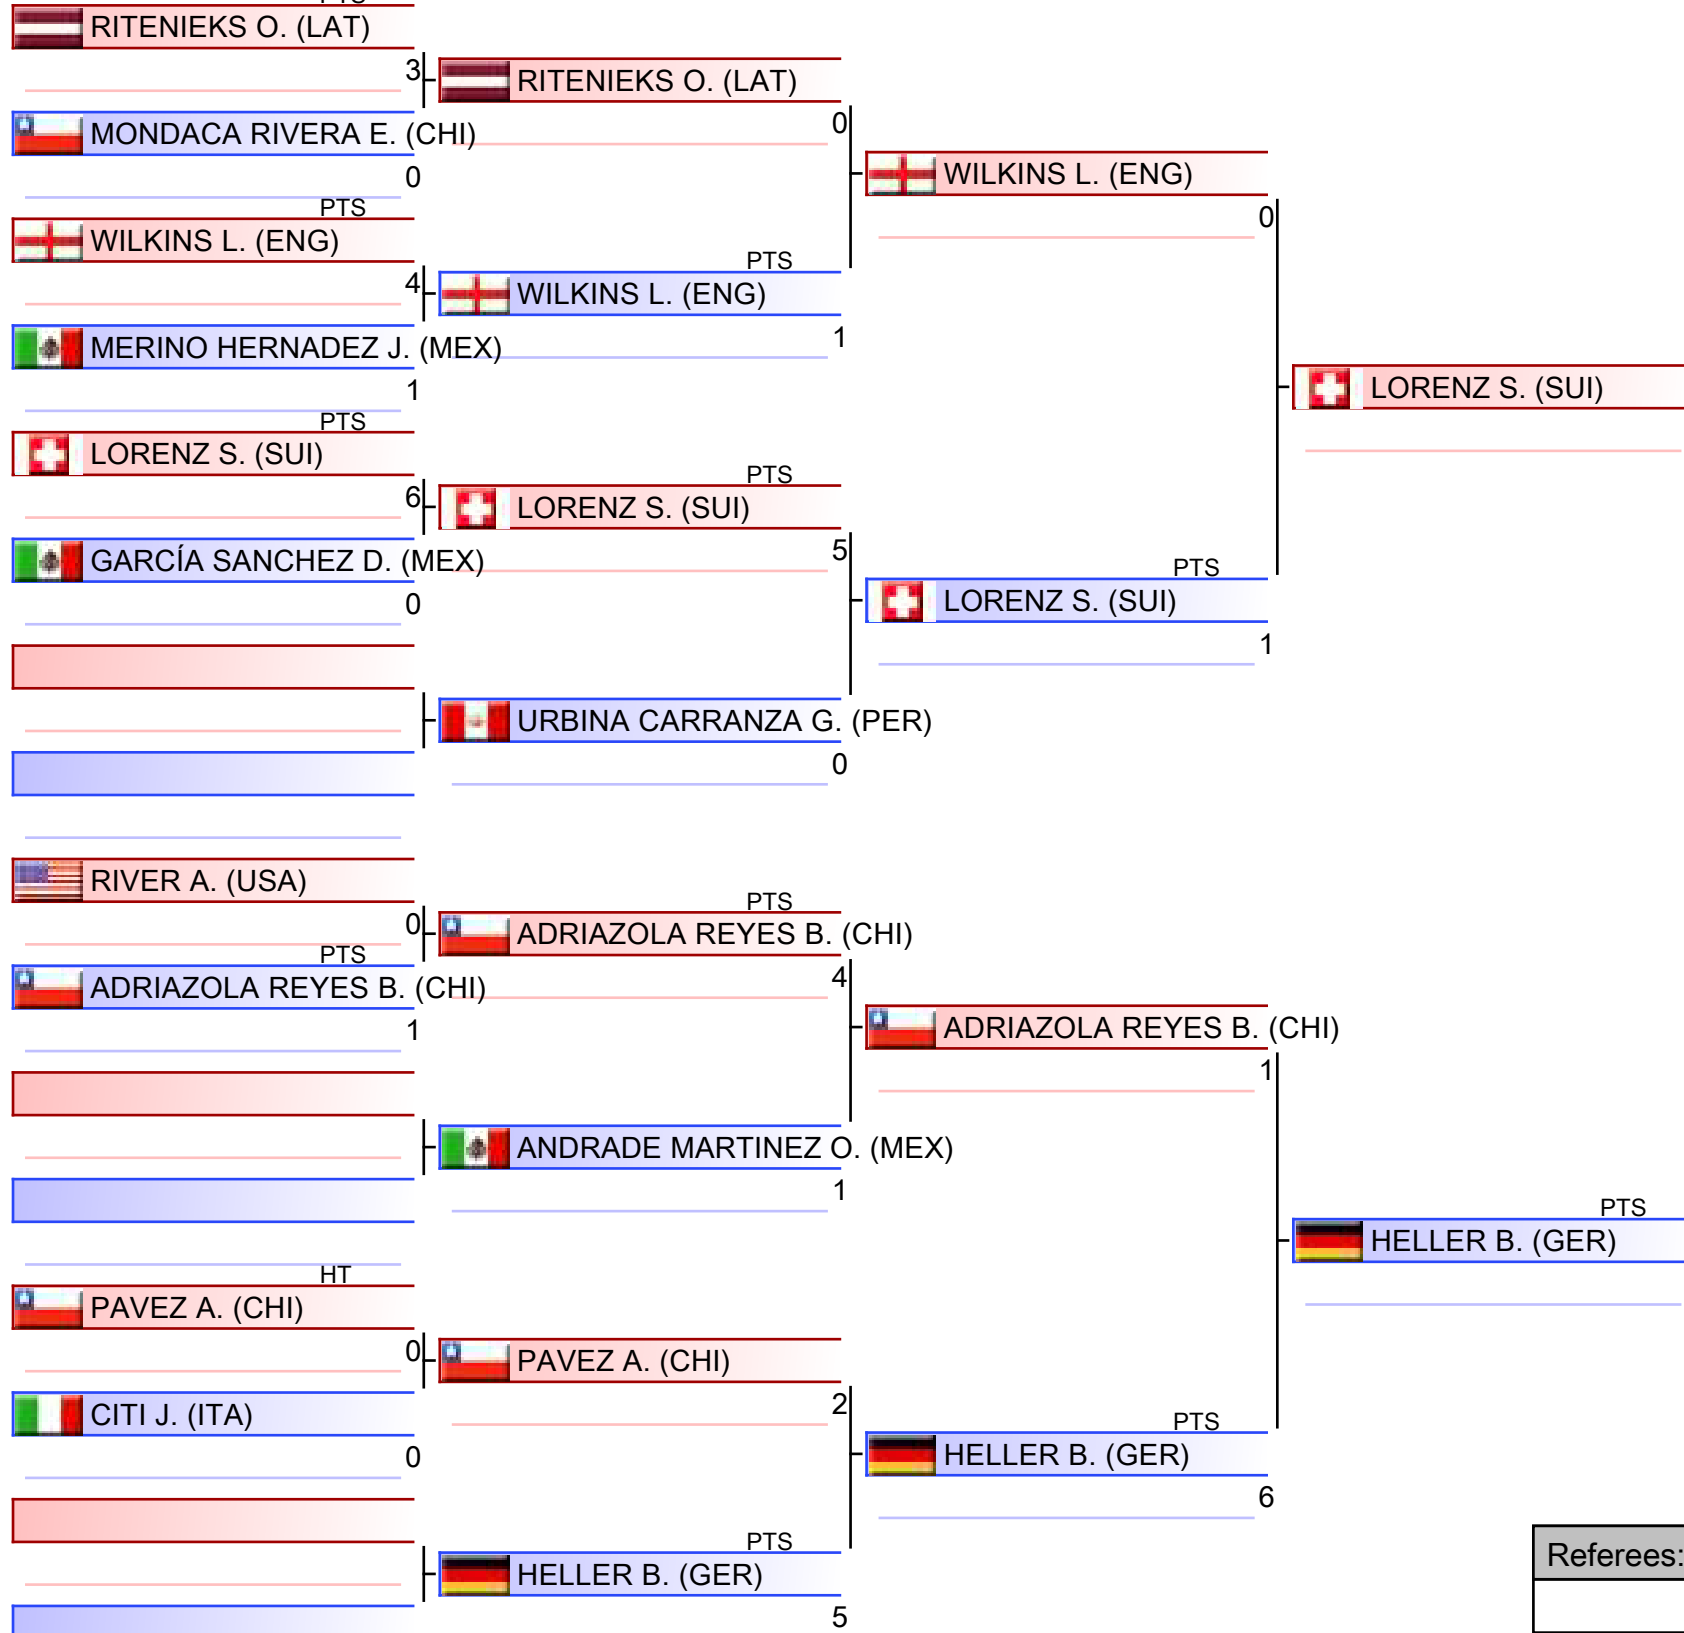 PTS
RITENIEKS O. (LAT)
3
MONDACA RIVERA E. (CHI)
0
PTS
WILKINS L. (ENG)
4
MERINO HERNADEZ J. (MEX)
1
PTS
LORENZ S. (SUI)
6
GARCÍA SANCHEZ D. (MEX)
0
RIVER A. (USA)
0
PTS
ADRIAZOLA REYES B. (CHI)
1
HT
PAVEZ A. (CHI)
0
CITI J. (ITA)
0
RITENIEKS O. (LAT)
0
PTS
WILKINS L. (ENG)
1
PTS
LORENZ S. (SUI)
5
URBINA CARRANZA G. (PER)
0
PTS
ADRIAZOLA REYES B. (CHI)
4
ANDRADE MARTINEZ O. (MEX)
1
PAVEZ A. (CHI)
2
PTS
HELLER B. (GER)
5
WILKINS L. (ENG)
0
PTS
LORENZ S. (SUI)
1
ADRIAZOLA REYES B. (CHI)
1
PTS
HELLER B. (GER)
6
LORENZ S. (SUI)
PTS
HELLER B. (GER)
Referees: